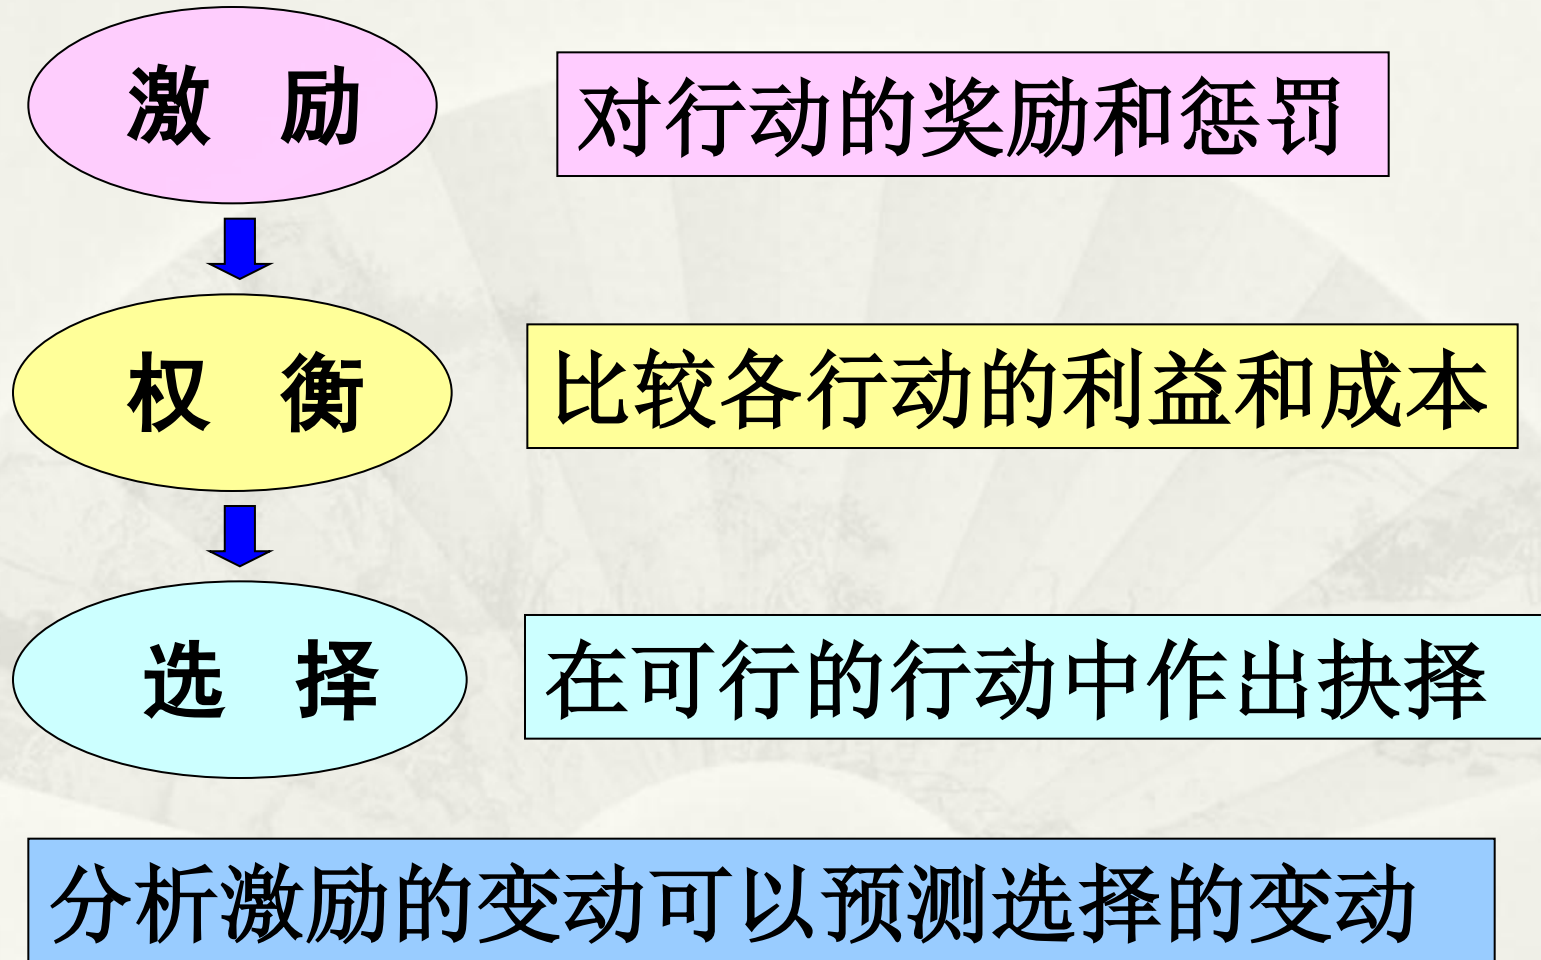 激 励
对行动的奖励和惩罚
权 衡
比较各行动的利益和成本
选 择
在可行的行动中作出抉择
分析激励的变动可以预测选择的变动